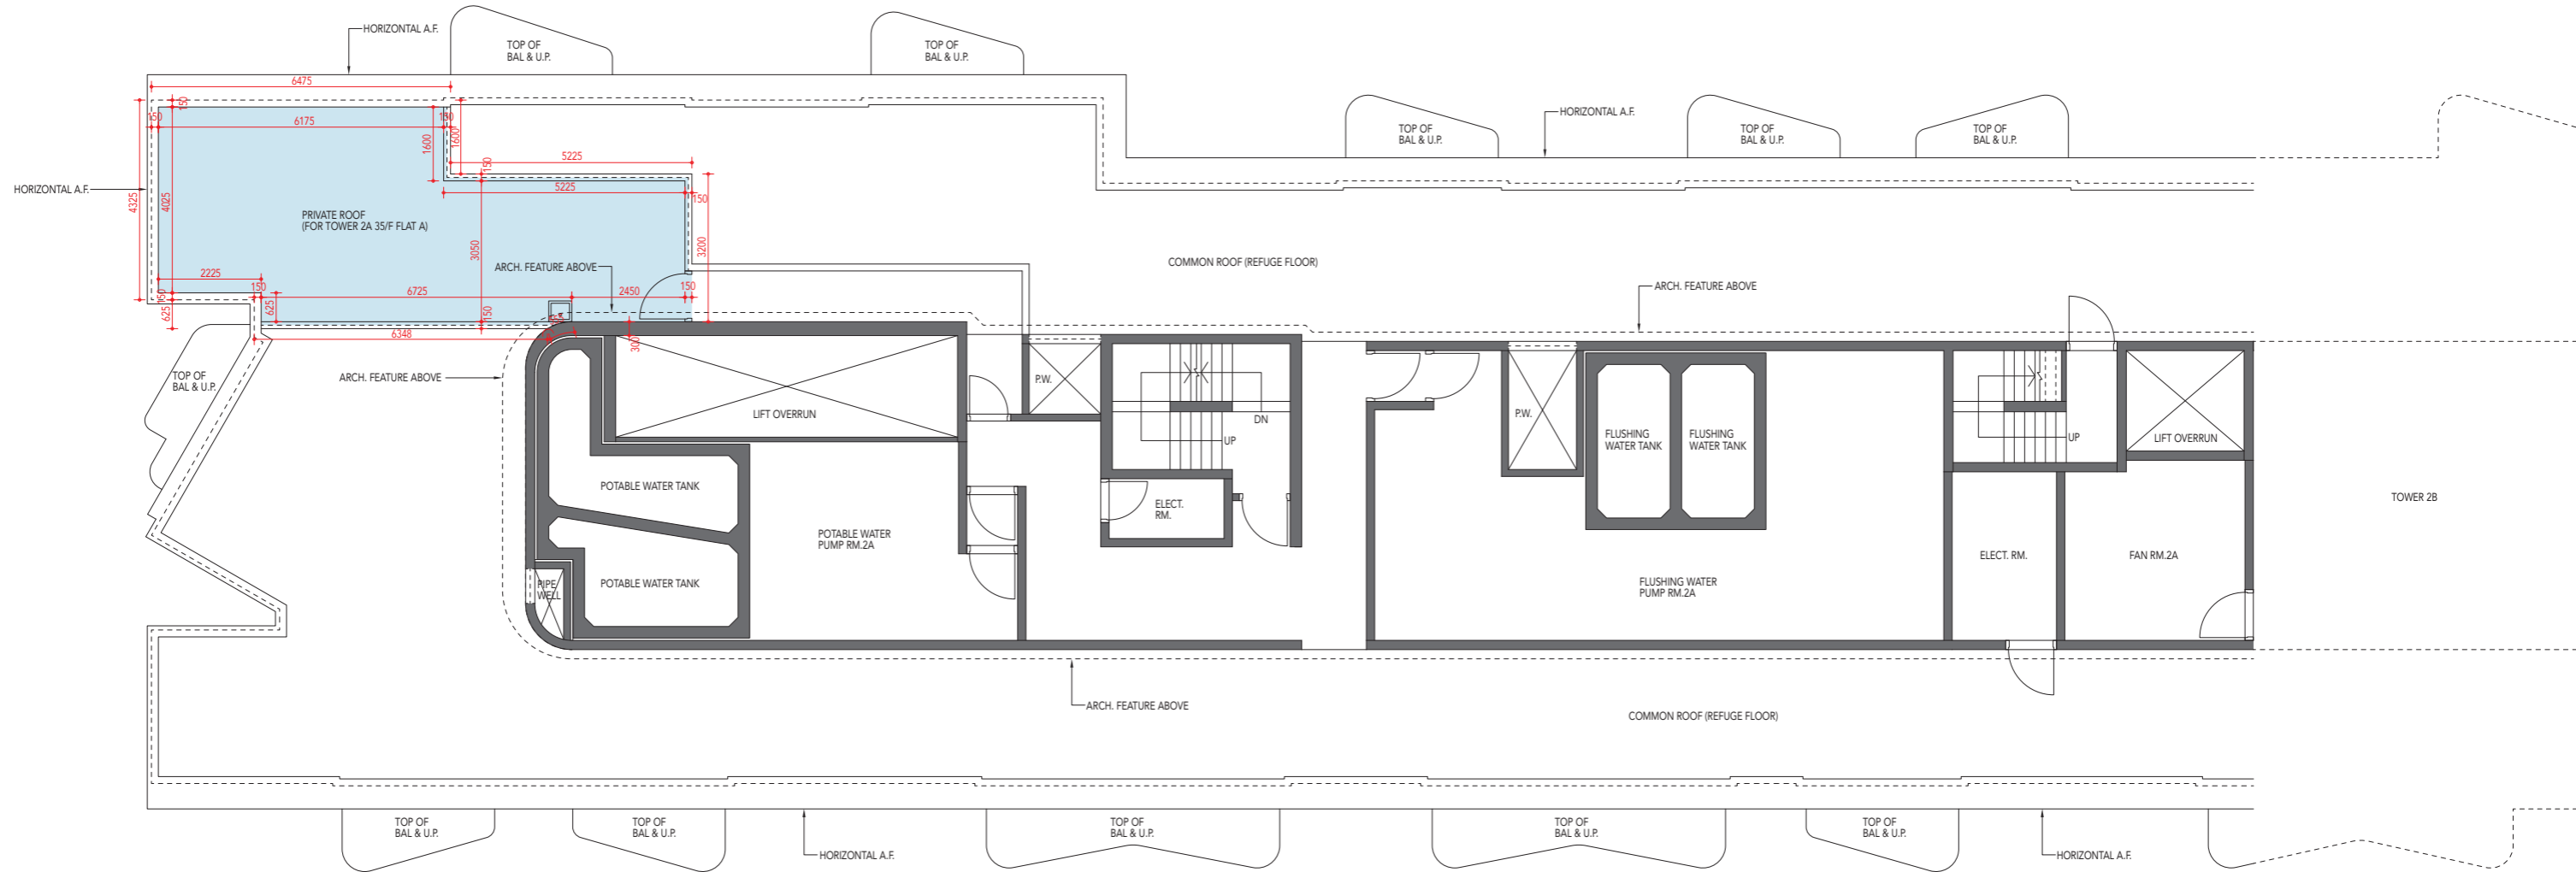 HORIZONTAL A.F.
TOP OF
BAL & U.P.
TOP OF
BAL & U.P.
6475
150
150
6175
150
1600
1600
HORIZONTAL A.F.
TOP OF
BAL & U.P.
TOP OF
BAL & U.P.
TOP OF
BAL & U.P.
5225
150
5225
150
HORIZONTAL A.F.
4325
4025
PRIVATE ROOF
(FOR TOWER 2A 35/F FLAT A)
3050
3200
ARCH. FEATURE ABOVE
COMMON ROOF (REFUGE FLOOR)
2225
150
150
6725
2450
150
625
625
150
ARCH. FEATURE ABOVE
6348
300
TOP OF
BAL & U.P.
ARCH. FEATURE ABOVE
P.W.
LIFT OVERRUN
DN
UP
P.W.
FLUSHING
WATER TANK
FLUSHING
WATER TANK
UP
LIFT OVERRUN
POTABLE WATER TANK
ELECT.
RM.
TOWER 2B
POTABLE WATER
PUMP RM.2A
ELECT. RM.
FAN RM.2A
PIPE
WELL
POTABLE WATER TANK
FLUSHING WATER
PUMP RM.2A
ARCH. FEATURE ABOVE
COMMON ROOF (REFUGE FLOOR)
TOP OF
BAL & U.P.
TOP OF
BAL & U.P.
TOP OF
BAL & U.P.
TOP OF
BAL & U.P.
TOP OF
BAL & U.P.
HORIZONTAL A.F.
HORIZONTAL A.F.